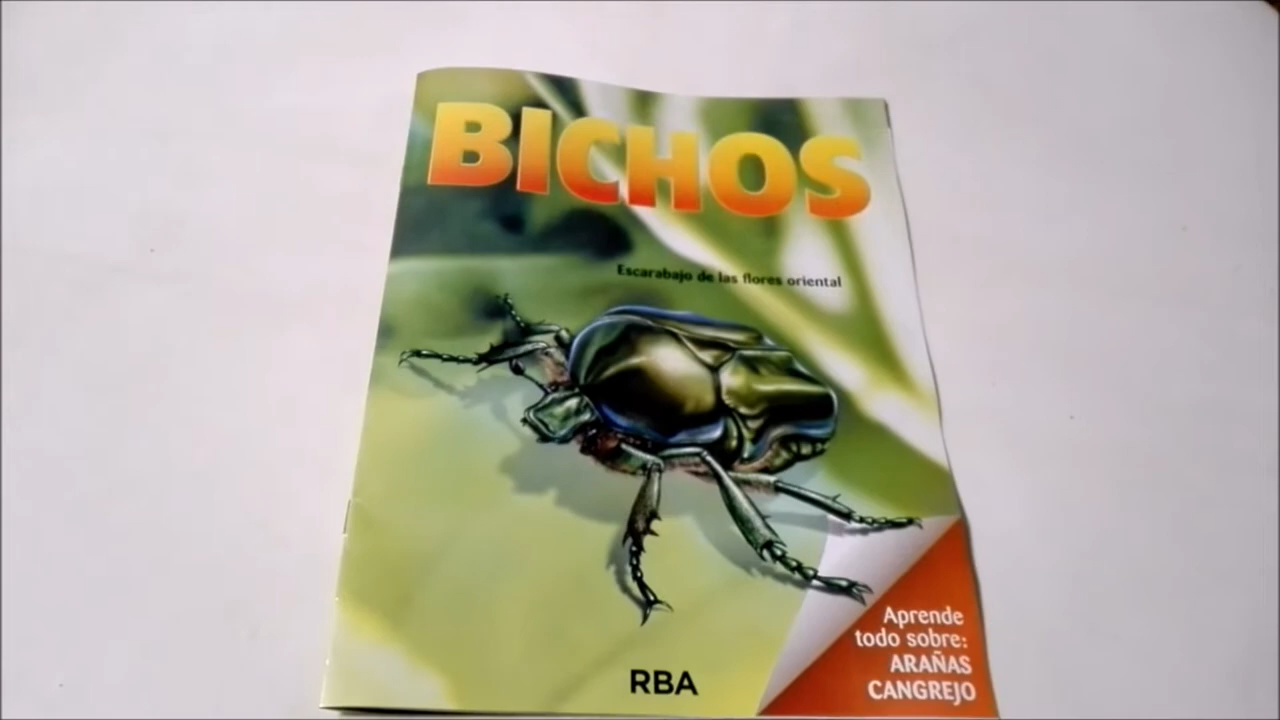 BICHOS
Escarabajo de las flores oriental
Aprende
todo sobre:
ARAÑAS
CANGREJO
RBA